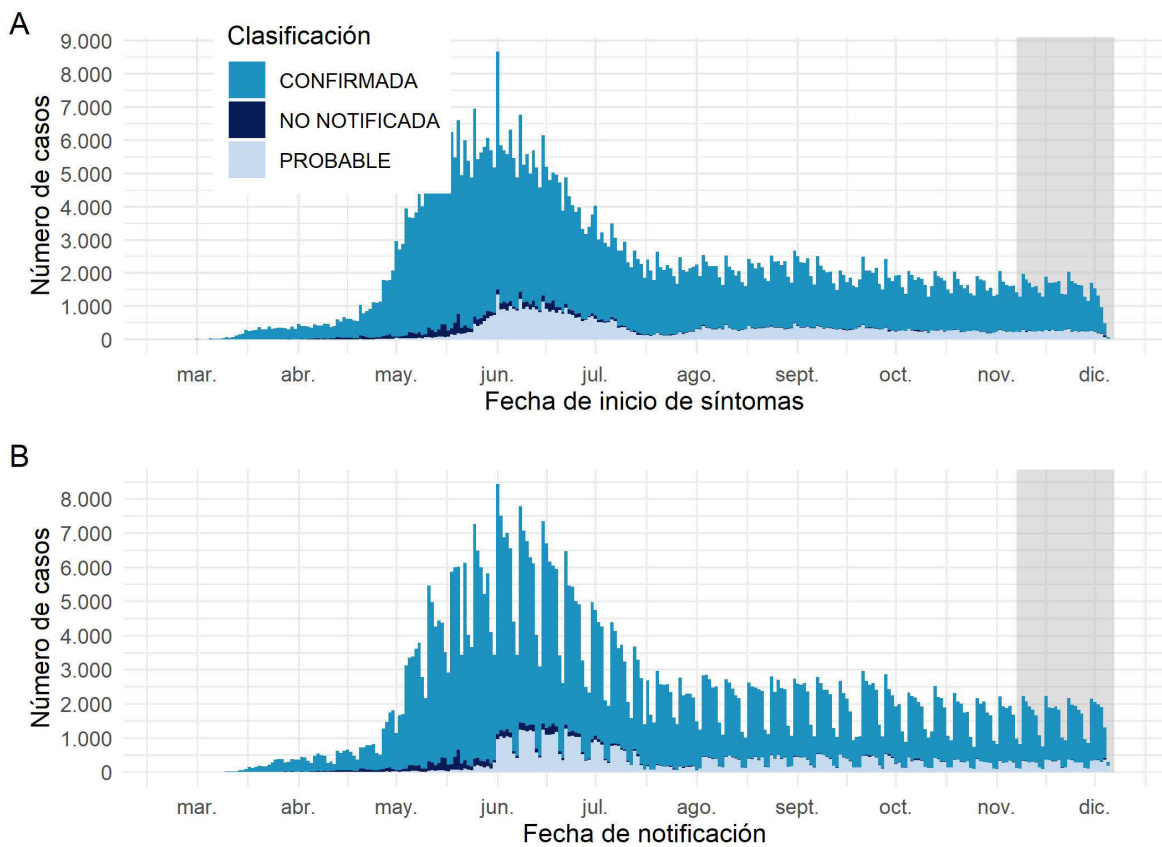 A
Clasificación
CONFIRMADA
NO NOTIFICADA
PROBABLE
Número de casos
9.000
8.000
7.000
6.000
5.000
4.000
3.000
2.000
1.000
0
mar. abr. may. jun. jul. ago. sept. oct. nov. dic.
Fecha de inicio de síntomas
B
Número de casos
8.000
7.000
6.000
5.000
4.000
3.000
2.000
1.000
0
mar. abr. may. jun. jul. ago. sept. oct. nov. dic.
Fecha de notificación